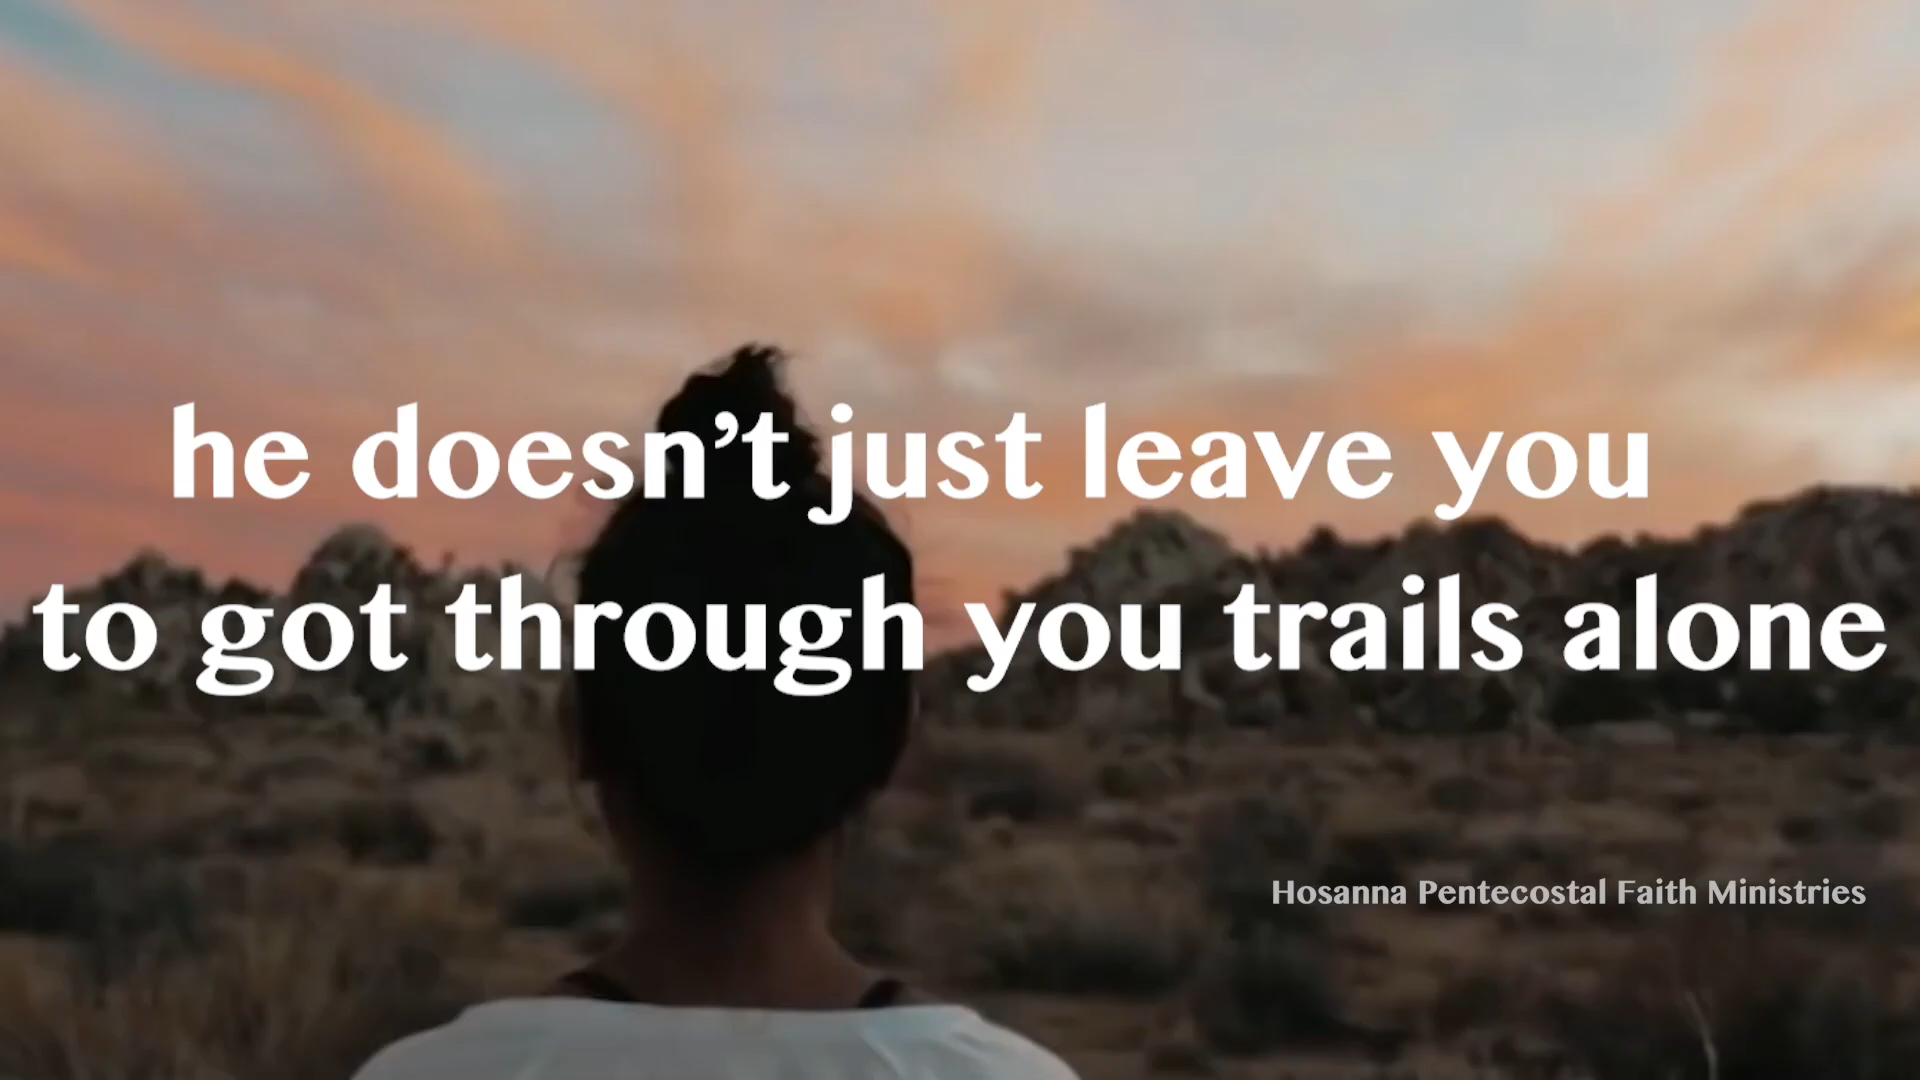 he doesn’t just leave you
to got through you trails alone
Hosanna Pentecostal Faith Ministries